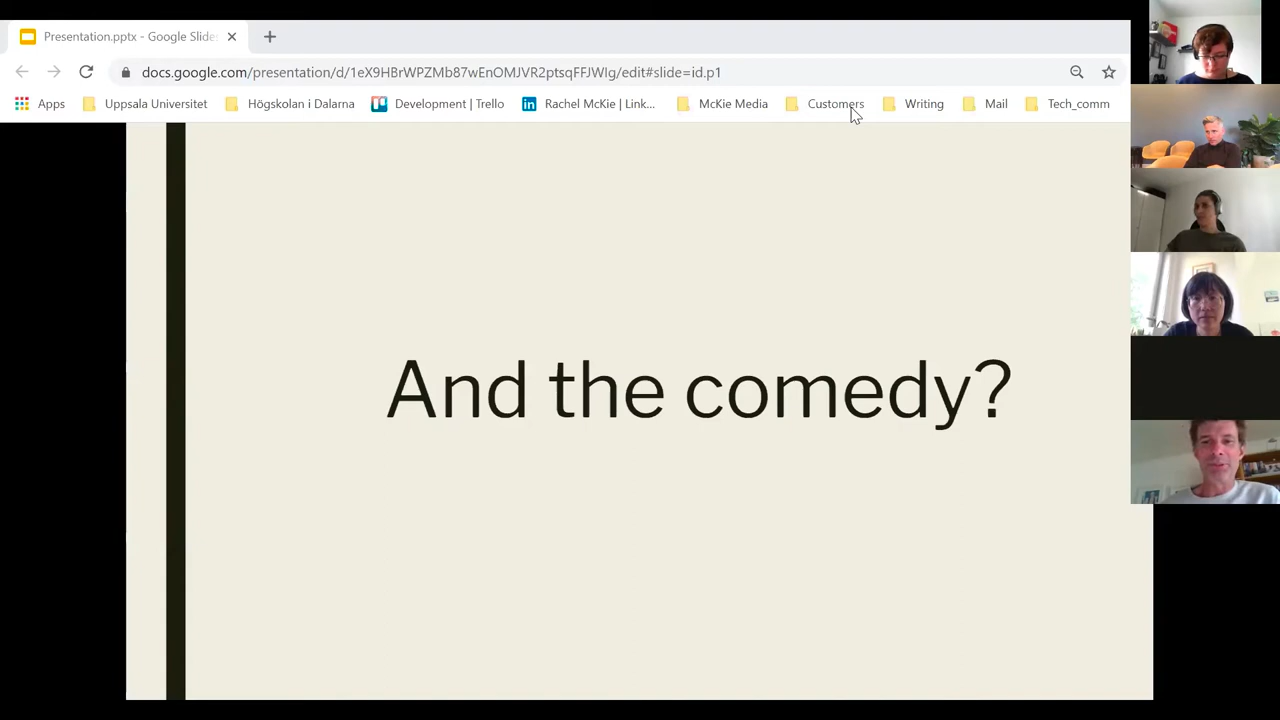 Presentation.pptx - Google Slide
docs.google.com/presentation/d/1eX9HBrWPZMb87wEnOMJVR2ptsqFFJWIg/edit#slide=id.p1
Apps Uppsala Universitet Högskolan i Dalarna Development | Trello Rachel McKie | Link... McKie Media Customers Writing Mail Tech_comm
And the comedy?